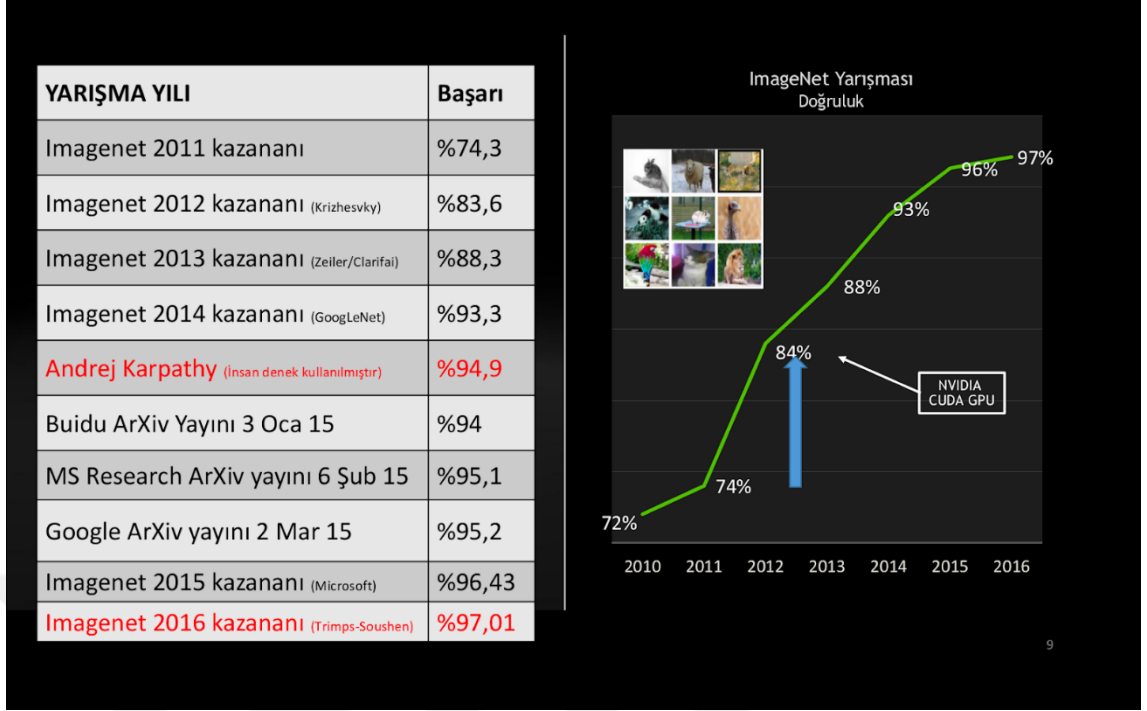 YARIŞMA YILI Başarı
Imagenet 2011 kazananı %74,3
Imagenet 2012 kazananı (Krizhesvky) %83,6
Imagenet 2013 kazananı (Zeiler/Clarifai) %88,3
Imagenet 2014 kazananı (GoogLeNet) %93,3
Andrej Karpathy (İnsan denek kullanılmıştır) %94,9
Buidu ArXiv Yayını 3 Oca 15 %94
MS Research ArXiv yayını 6 Şub 15 %95,1
Google ArXiv yayını 2 Mar 15 %95,2
Imagenet 2015 kazananı (Microsoft) %96,43
Imagenet 2016 kazananı (Trimps-Soushen) %97,01
ImageNet Yarışması
Doğruluk
97%
96%
93%
88%
84%
NVIDIA
CUDA GPU
74%
72%
2010 2011 2012 2013 2014 2015 2016
9